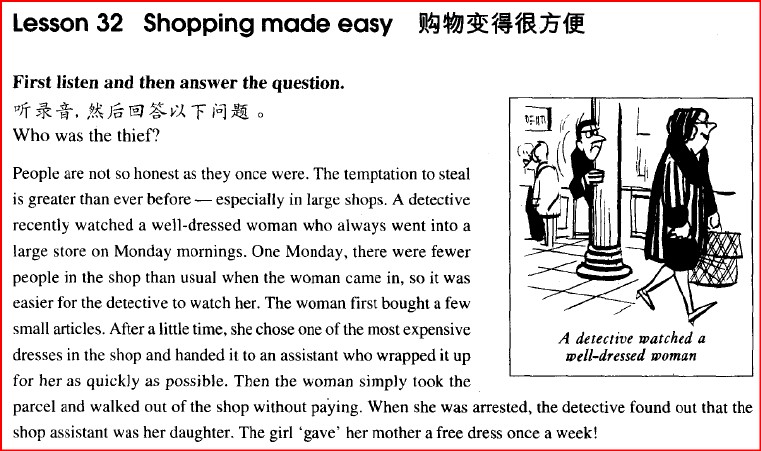 Lesson 32 Shopping made easy 购物变得很方便
First listen and then answer the question.
听录音，然后回答以下问题。
Who was the thief?
People are not so honest as they once were. The temptation to steal
is greater than ever before — especially in large shops. A detective
recently watched a well-dressed woman who always went into a
large store on Monday mornings. One Monday, there were fewer
people in the shop than usual when the woman came in, so it was
easier for the detective to watch her. The woman first bought a few
small articles. After a little time, she chose one of the most expensive
dresses in the shop and handed it to an assistant who wrapped it up
for her as quickly as possible. Then the woman simply took the
parcel and walked out of the shop without paying. When she was arrested, the detective found out that the
shop assistant was her daughter. The girl ‘gave’ her mother a free dress once a week!
A detective watched a
well-dressed woman